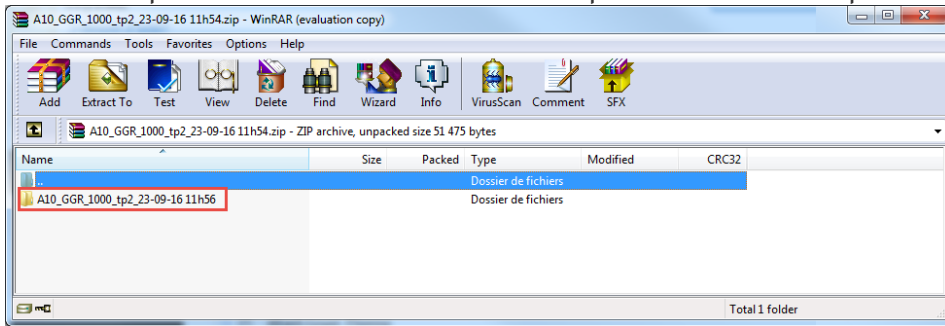 A10_GGR_1000_tp2_23-09-16 11h54.zip - WinRAR (evaluation copy)
File Commands Tools Favorites Options Help
Add Extract To Test View Delete Find Wizard Info VirusScan Comment SFX
A10_GGR_1000_tp2_23-09-16 11h54.zip - ZIP archive, unpacked size 51 475 bytes
Name Size Packed Type Modified CRC32
.. Dossier de fichiers
A10_GGR_1000_tp2_23-09-16 11h56 Dossier de fichiers
Total 1 folder